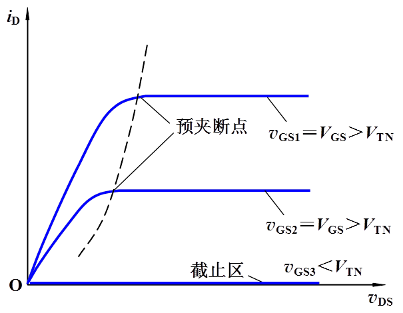 iD
vGS1=VGS>VTN
预夹断点
vGS2=VGS>VTN
截止区
vGS3<VTN
O
vDS